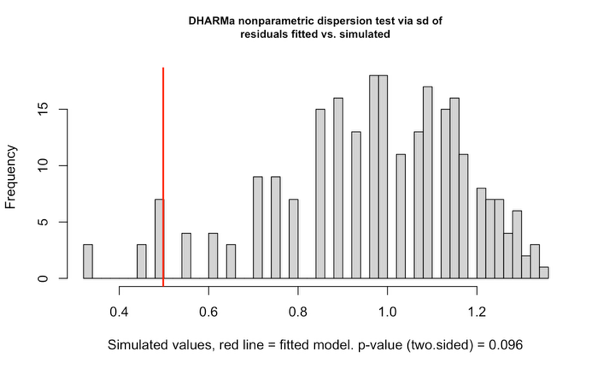 DHARMa nonparametric dispersion test via sd of
residuals fitted vs. simulated
Frequency
15
10
5
0
0.4 0.6 0.8 1.0 1.2
Simulated values, red line = fitted model. p-value (two.sided) = 0.096